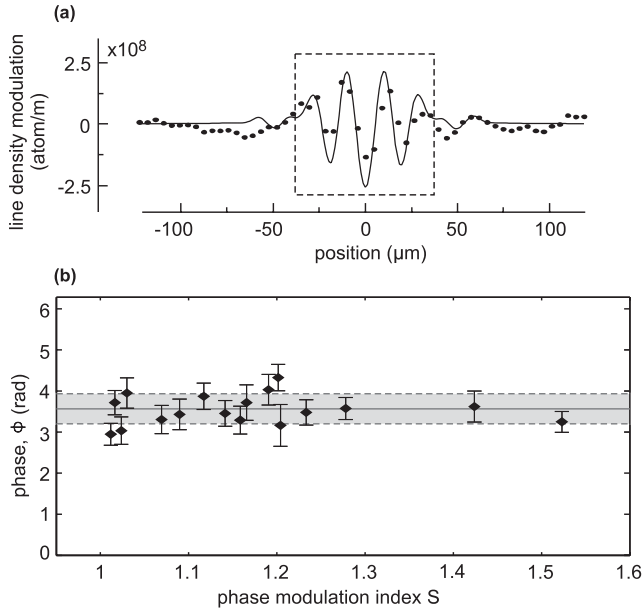 (a)
x10⁸
line density modulation
(atom/m)
2.5
0
-2.5
-100 -50 0 50 100
position (µm)
(b)
phase, Φ (rad)
6
5
4
3
2
1
0
1 1.1 1.2 1.3 1.4 1.5 1.6
phase modulation index S